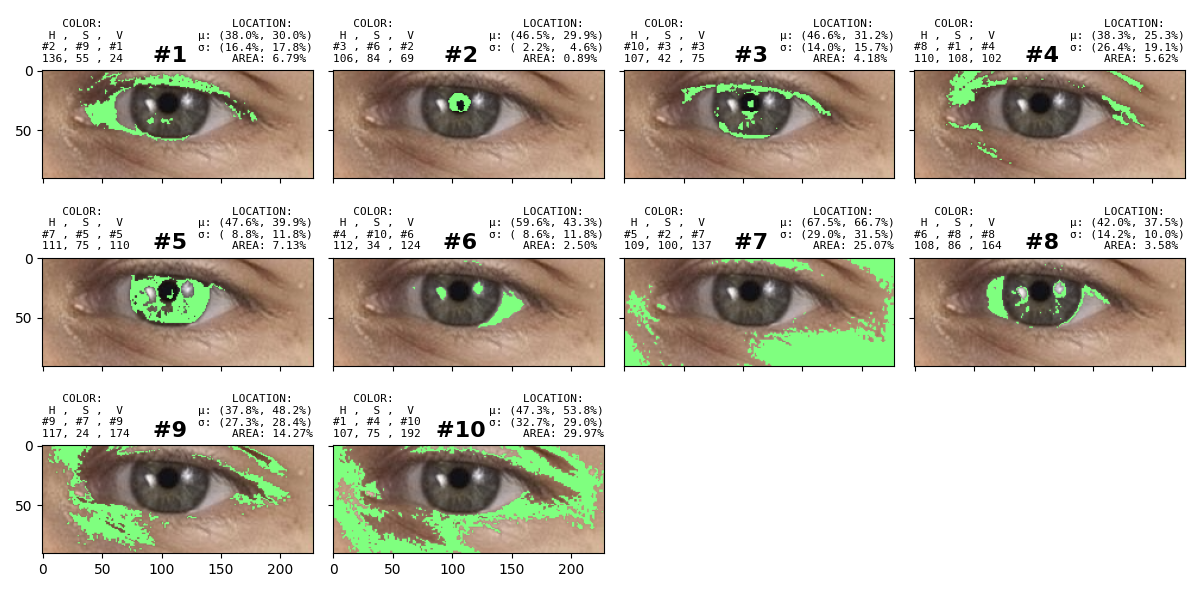 COLOR: LOCATION:
H , S , V μ: (38.0%, 30.0%)
#2 , #9 , #1 σ: (16.4%, 17.8%)
136, 55 , 24 #1 AREA: 6.79%
COLOR: LOCATION:
H , S , V μ: (46.5%, 29.9%)
#3 , #6 , #2 σ: ( 2.2%, 4.6%)
106, 84 , 69 #2 AREA: 0.89%
COLOR: LOCATION:
H , S , V μ: (46.6%, 31.2%)
#10, #3 , #3 σ: (14.0%, 15.7%)
107, 42 , 75 #3 AREA: 4.18%
COLOR: LOCATION:
H , S , V μ: (38.3%, 25.3%)
#8 , #1 , #4 σ: (26.4%, 19.1%)
110, 108, 102 #4 AREA: 5.62%
0
50
COLOR: LOCATION:
H , S , V μ: (47.6%, 39.9%)
#7 , #5 , #5 σ: ( 8.8%, 11.8%)
111, 75 , 110 #5 AREA: 7.13%
COLOR: LOCATION:
H , S , V μ: (59.6%, 43.3%)
#4 , #10, #6 σ: ( 8.6%, 11.8%)
112, 34 , 124 #6 AREA: 2.50%
COLOR: LOCATION:
H , S , V μ: (67.5%, 66.7%)
#5 , #2 , #7 σ: (29.0%, 31.5%)
109, 100, 137 #7 AREA: 25.07%
COLOR: LOCATION:
H , S , V μ: (42.0%, 37.5%)
#6 , #8 , #8 σ: (14.2%, 10.0%)
108, 86 , 164 #8 AREA: 3.58%
0
50
COLOR: LOCATION:
H , S , V μ: (37.8%, 48.2%)
#9 , #7 , #9 σ: (27.3%, 28.4%)
117, 24 , 174 #9 AREA: 14.27%
COLOR: LOCATION:
H , S , V μ: (47.3%, 53.8%)
#1 , #4 , #10 σ: (32.7%, 29.0%)
107, 75 , 192 #10 AREA: 29.97%
0
50
0 50 100 150 200
0 50 100 150 200